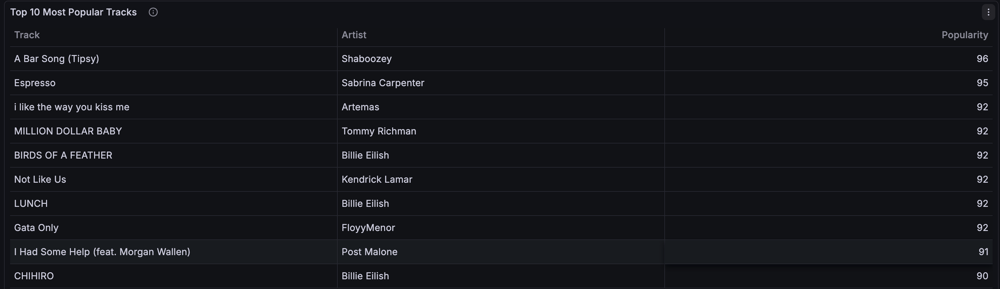 Top 10 Most Popular Tracks
Track Artist Popularity
A Bar Song (Tipsy) Shaboozey 96
Espresso Sabrina Carpenter 95
i like the way you kiss me Artemas 92
MILLION DOLLAR BABY Tommy Richman 92
BIRDS OF A FEATHER Billie Eilish 92
Not Like Us Kendrick Lamar 92
LUNCH Billie Eilish 92
Gata Only FloyyMenor 92
I Had Some Help (feat. Morgan Wallen) Post Malone 91
CHIHIRO Billie Eilish 90